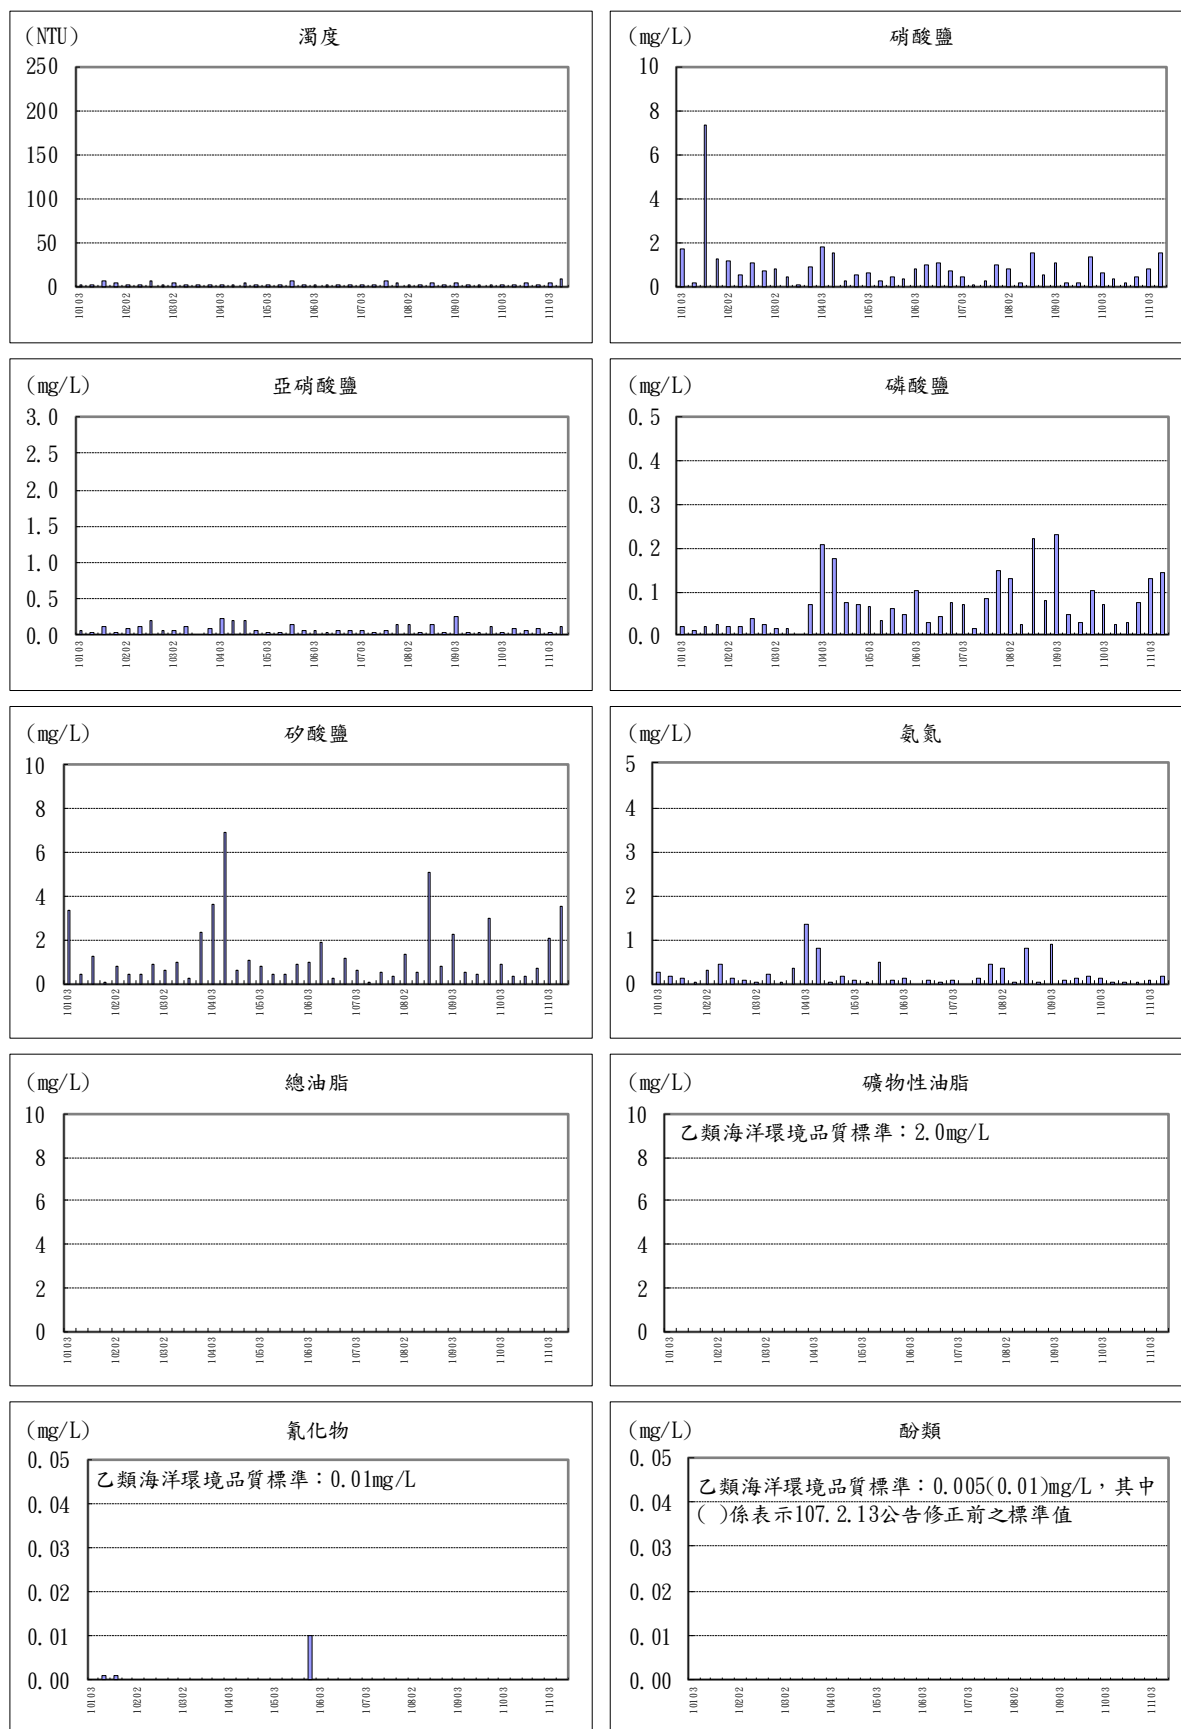 (NTU) 濁度
250
200
150
100
50
0
10103 10202 10302 10403 10503 10603 10703 10802 10903 11003 11103
(mg/L) 硝酸鹽
10
8
6
4
2
0
10103 10202 10302 10403 10503 10603 10703 10802 10903 11003 11103
(mg/L) 亞硝酸鹽
3.0
2.5
2.0
1.5
1.0
0.5
0.0
10103 10202 10302 10403 10503 10603 10703 10802 10903 11003 11103
(mg/L) 磷酸鹽
0.5
0.4
0.3
0.2
0.1
0.0
10103 10202 10302 10403 10503 10603 10703 10802 10903 11003 11103
(mg/L) 矽酸鹽
10
8
6
4
2
0
10103 10202 10302 10403 10503 10603 10703 10802 10903 11003 11103
(mg/L) 氨氮
5
4
3
2
1
0
10103 10202 10302 10403 10503 10603 10703 10802 10903 11003 11103
(mg/L) 總油脂
10
8
6
4
2
0
10103 10202 10302 10403 10503 10603 10703 10802 10903 11003 11103
(mg/L) 礦物性油脂
10
乙類海洋環境品質標準：2.0mg/L
8
6
4
2
0
10103 10202 10302 10403 10503 10603 10703 10802 10903 11003 11103
(mg/L) 氰化物
0.05
乙類海洋環境品質標準：0.01mg/L
0.04
0.03
0.02
0.01
0.00
10103 10202 10302 10403 10503 10603 10703 10802 10903 11003 11103
(mg/L) 酚類
0.05
乙類海洋環境品質標準：0.005(0.01)mg/L，其中
( )係表示107.2.13公告修正前之標準值
0.04
0.03
0.02
0.01
0.00
10103 10202 10302 10403 10503 10603 10703 10802 10903 11003 11103